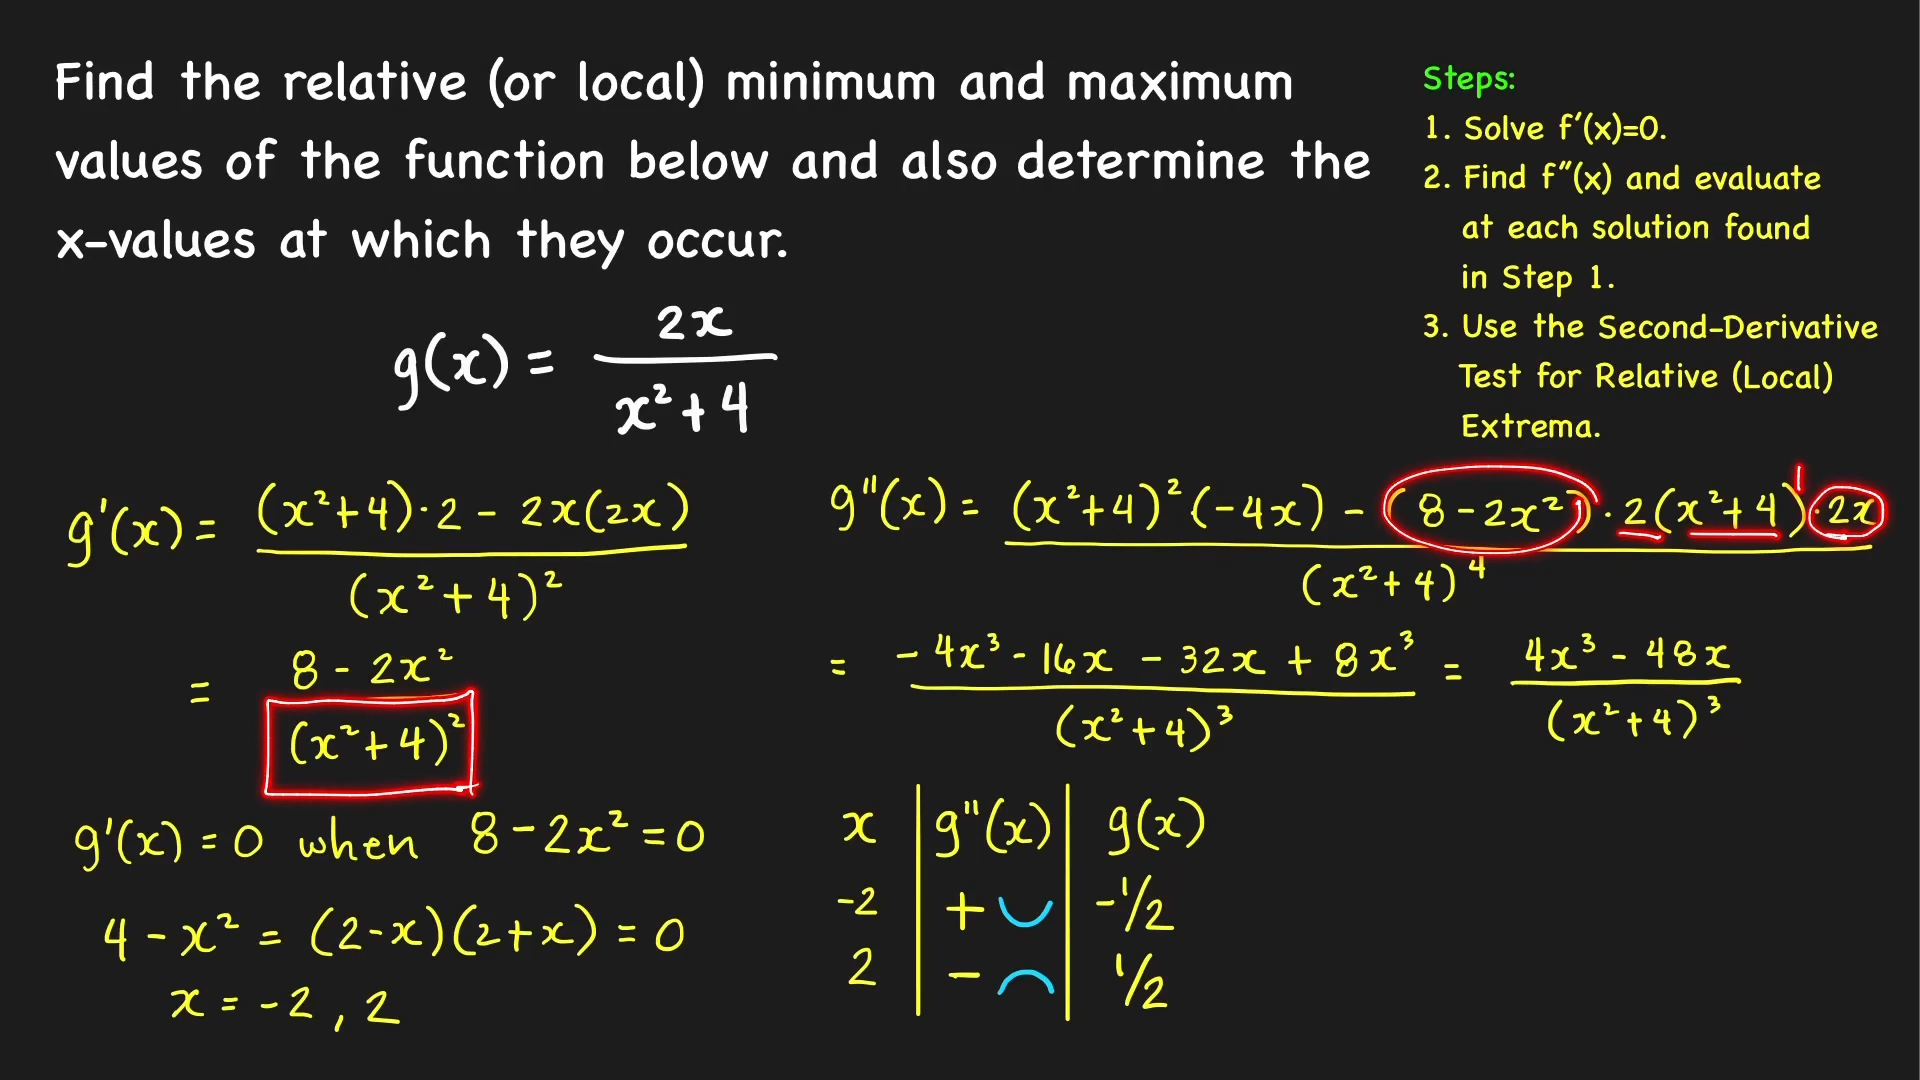 Find the relative (or local) minimum and maximum
values of the function below and also determine the
x-values at which they occur.
g(x) = 2x / (x² + 4)
Steps:
1. Solve f′(x)=0.
2. Find f″(x) and evaluate
at each solution found
in Step 1.
3. Use the Second-Derivative
Test for Relative (Local)
Extrema.
g'(x) = ((x²+4)·2 - 2x(2x)) / (x²+4)²
= (8 - 2x²) / (x²+4)²
g'(x) = 0 when 8 - 2x² = 0
4 - x² = (2-x)(2+x) = 0
x = -2, 2
g''(x) = ((x²+4)²(-4x) - (8-2x²)·2(x²+4)¹·2x) / (x²+4)⁴
= (-4x³ - 16x - 32x + 8x³) / (x²+4)³ = (4x³ - 48x) / (x²+4)³
x | g''(x) | g(x)
-2 | + | -1/2
2 | - | 1/2